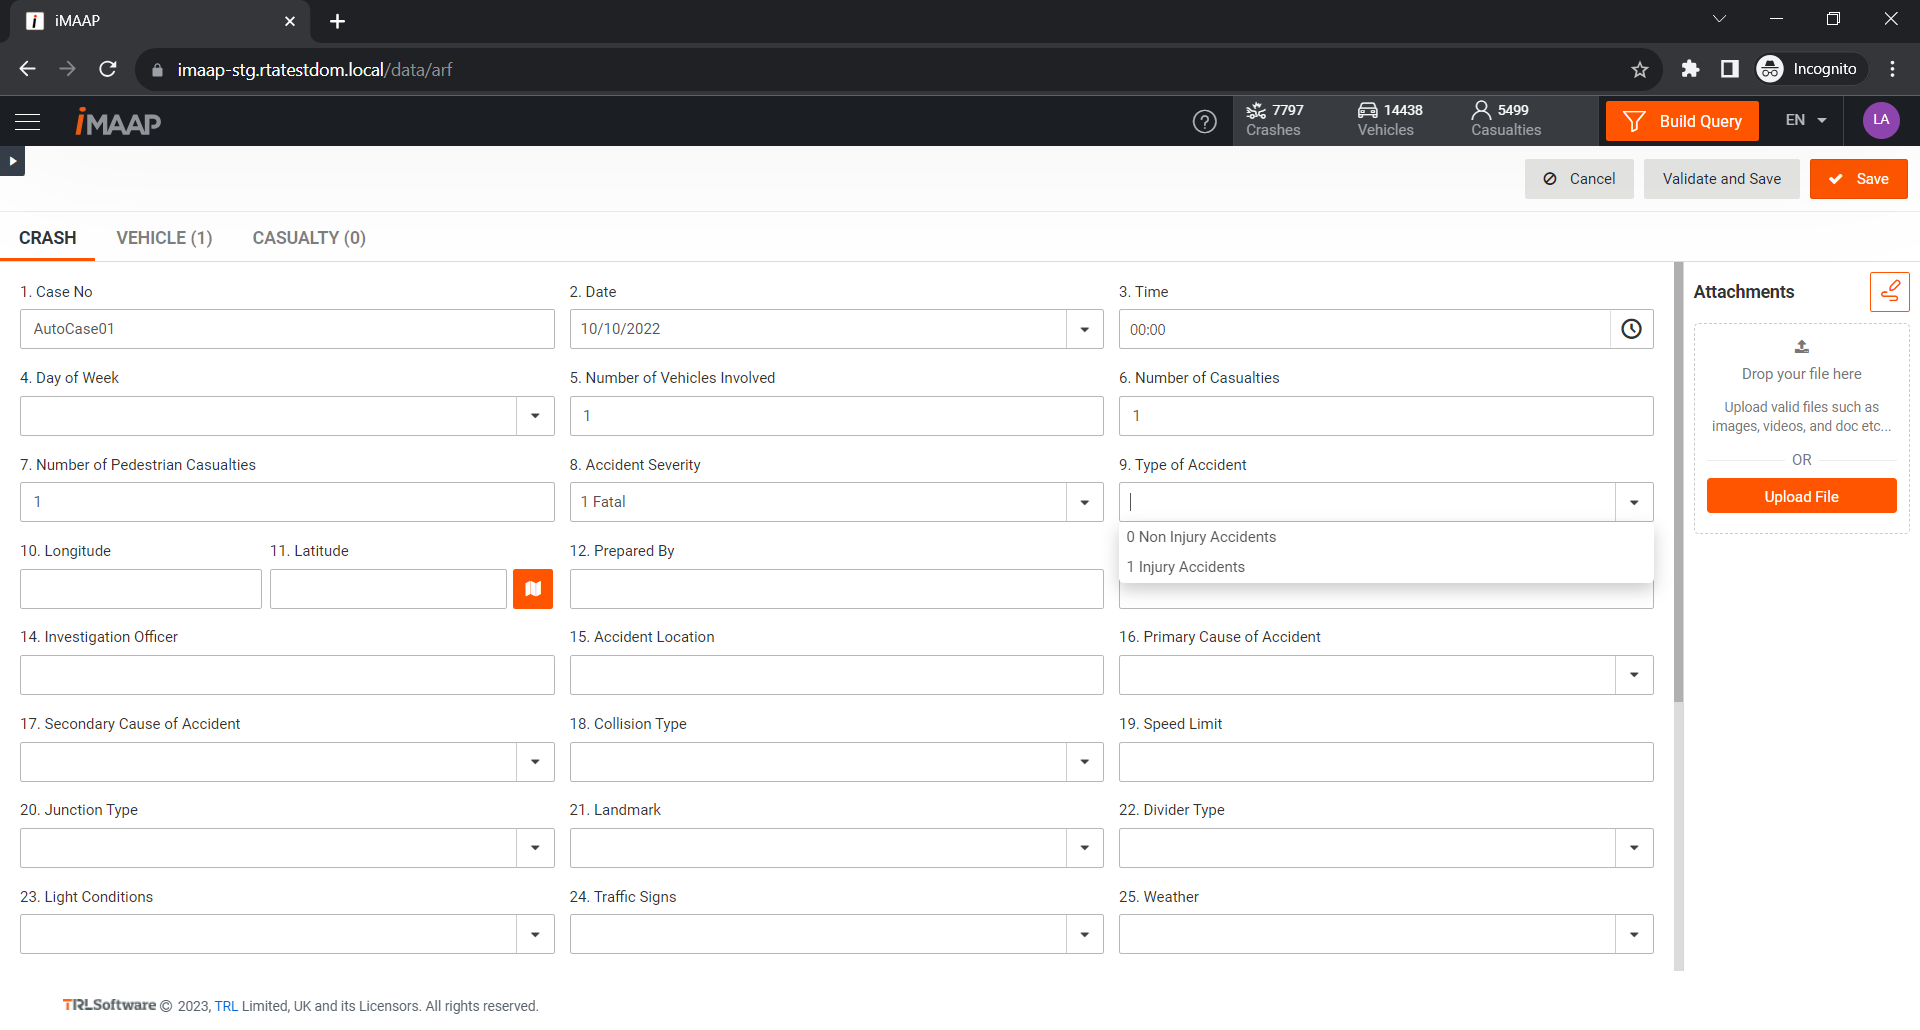 iMAAP
imaap-stg.rtatestdom.local/data/arf
Incognito
iMAAP
7797
Crashes
14438
Vehicles
5499
Casualties
Build Query
EN
LA
Cancel
Validate and Save
Save
CRASH
VEHICLE (1)
CASUALTY (0)
1. Case No
2. Date
3. Time
AutoCase01
10/10/2022
00:00
4. Day of Week
5. Number of Vehicles Involved
6. Number of Casualties
1
1
7. Number of Pedestrian Casualties
8. Accident Severity
9. Type of Accident
1
1 Fatal
0 Non Injury Accidents
1 Injury Accidents
10. Longitude
11. Latitude
12. Prepared By
14. Investigation Officer
15. Accident Location
16. Primary Cause of Accident
17. Secondary Cause of Accident
18. Collision Type
19. Speed Limit
20. Junction Type
21. Landmark
22. Divider Type
23. Light Conditions
24. Traffic Signs
25. Weather
Attachments
Drop your file here
Upload valid files such as
images, videos, and doc etc...
OR
Upload File
TRLSoftware © 2023, TRL Limited, UK and its Licensors. All rights reserved.